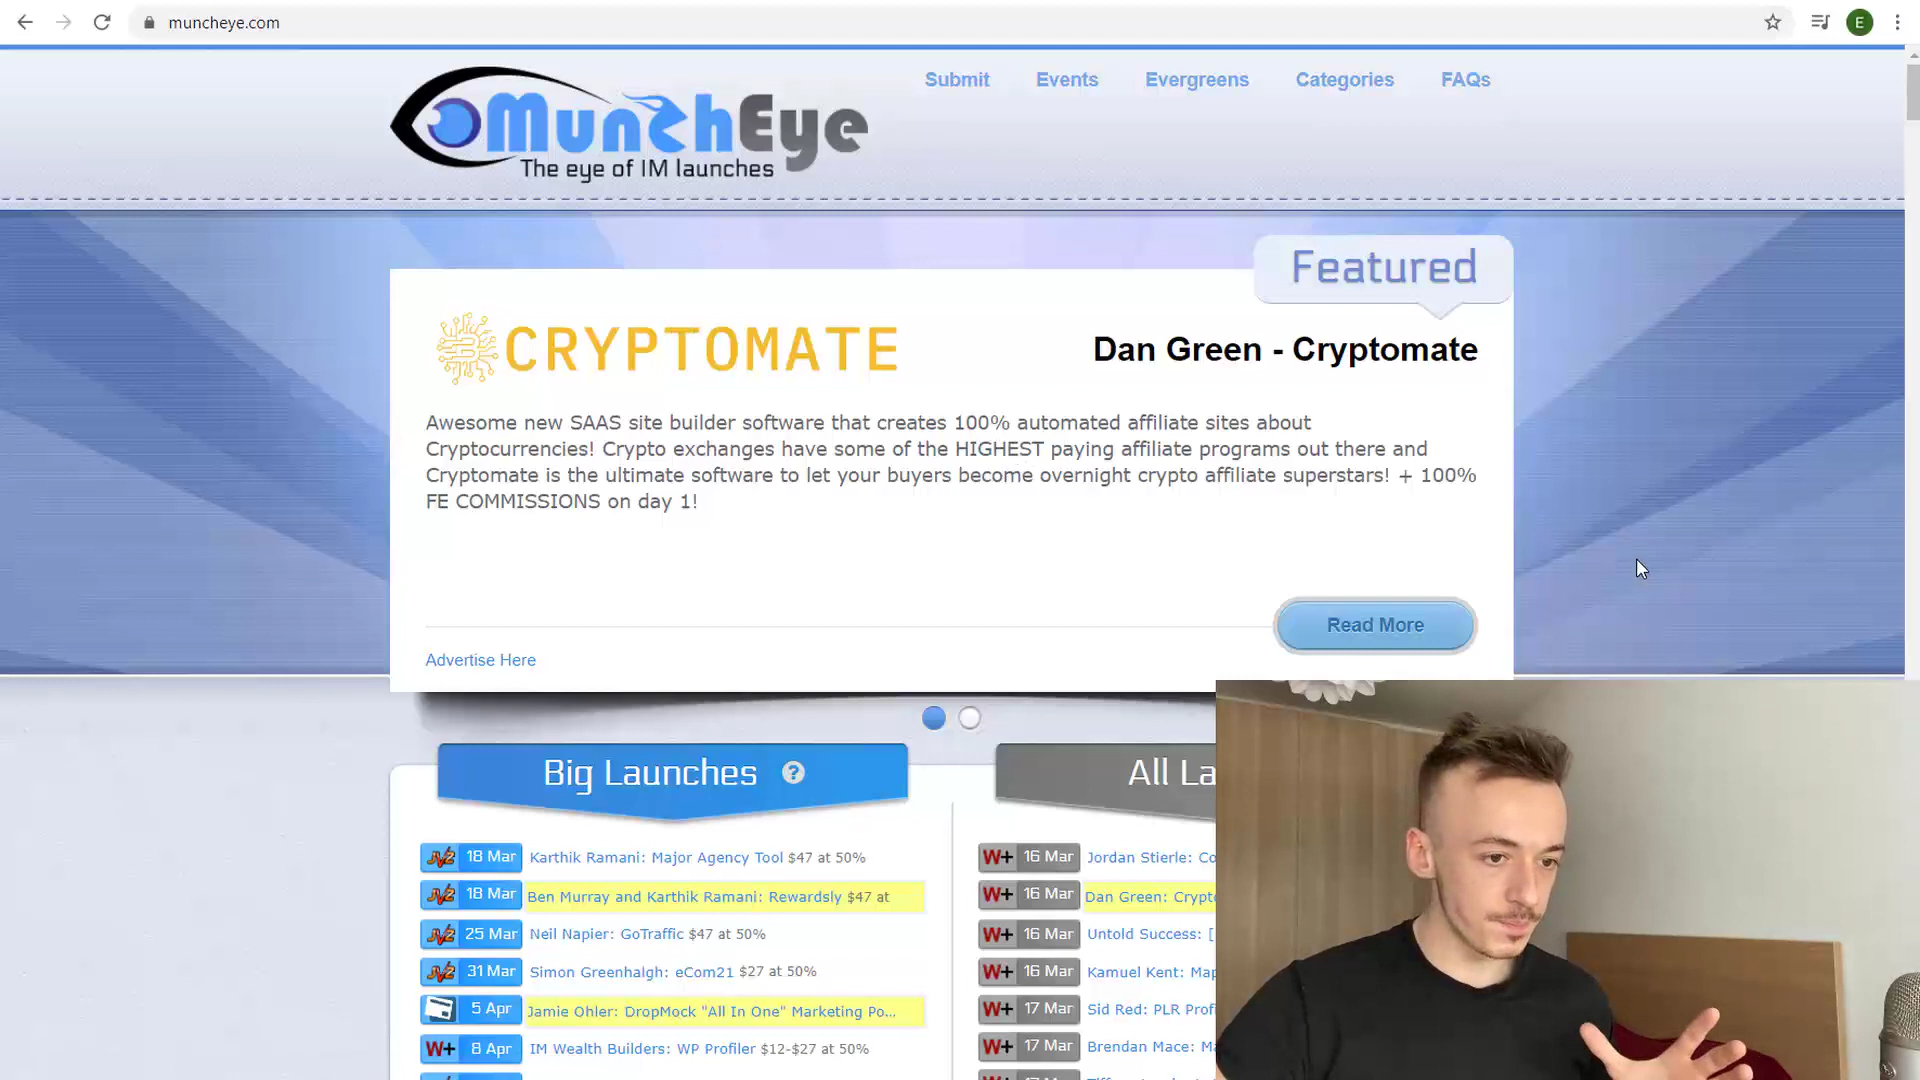 muncheye.com
E
MunchEye
The eye of IM launches
Submit
Events
Evergreens
Categories
FAQs
Featured
CRYPTOMATE
Dan Green - Cryptomate
Awesome new SAAS site builder software that creates 100% automated affiliate sites about
Cryptocurrencies! Crypto exchanges have some of the HIGHEST paying affiliate programs out there and
Cryptomate is the ultimate software to let your buyers become overnight crypto affiliate superstars! + 100%
FE COMMISSIONS on day 1!
Read More
Advertise Here
Big Launches ?
JV2 18 Mar Karthik Ramani: Major Agency Tool $47 at 50%
JV2 18 Mar Ben Murray and Karthik Ramani: Rewardsly $47 at
JV2 25 Mar Neil Napier: GoTraffic $47 at 50%
JV2 31 Mar Simon Greenhalgh: eCom21 $27 at 50%
5 Apr Jamie Ohler: DropMock "All In One" Marketing Po...
W+ 8 Apr IM Wealth Builders: WP Profiler $12-$27 at 50%
All La
W+ 16 Mar Jordan Stierle: Co
W+ 16 Mar Dan Green: Crypto
W+ 16 Mar Untold Success: [
W+ 16 Mar Kamuel Kent: Map
W+ 17 Mar Sid Red: PLR Profi
W+ 17 Mar Brendan Mace: Ma